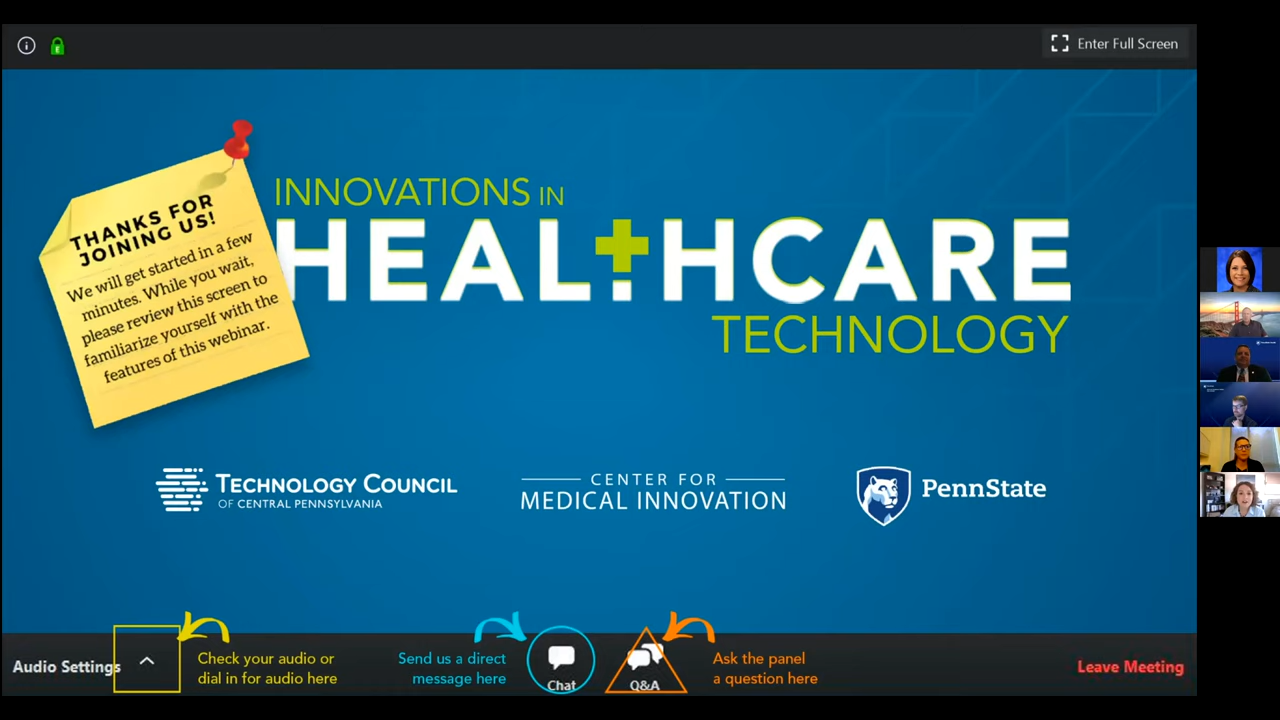 Enter Full Screen
THANKS FOR
JOINING US!
We will get started in a few
minutes. While you wait,
please review this screen to
familiarize yourself with the
features of this webinar.
INNOVATIONS IN
HEALTHCARE
TECHNOLOGY
TECHNOLOGY COUNCIL
OF CENTRAL PENNSYLVANIA
CENTER FOR
MEDICAL INNOVATION
PennState
Audio Settings
Check your audio or
dial in for audio here
Send us a direct
message here
Chat
Q&A
Ask the panel
a question here
Leave Meeting